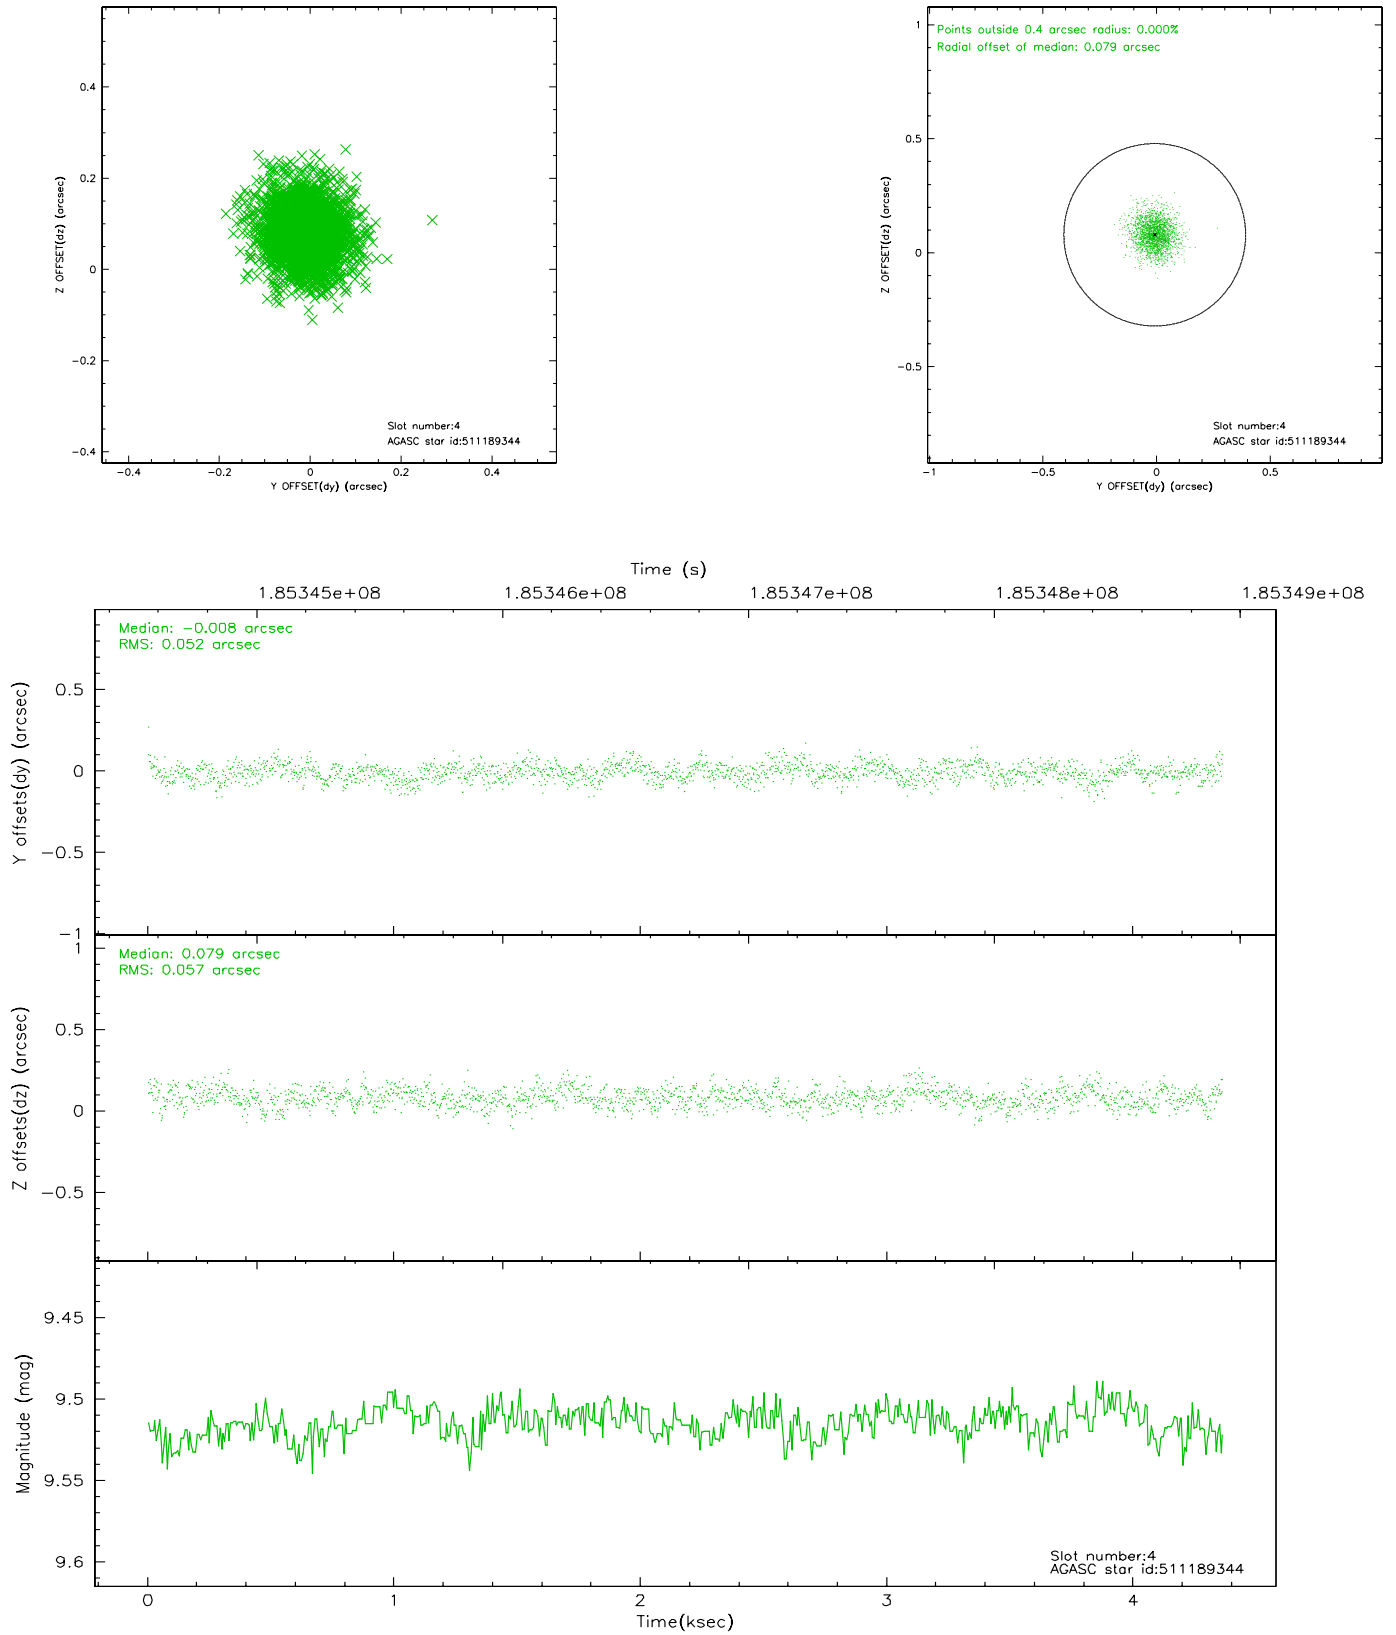 0.4
0.2
0
−0.2
−0.4
Z OFFSET(dz) (arcsec)
−0.4
−0.2
0
0.2
0.4
Y OFFSET(dy) (arcsec)
Slot number:4
AGASC star id:511189344
Points outside 0.4 arcsec radius: 0.000%
Radial offset of median: 0.079 arcsec
1
0.5
0
−0.5
Z OFFSET(dz) (arcsec)
−1
−0.5
0
0.5
Y OFFSET(dy) (arcsec)
Slot number:4
AGASC star id:511189344
Time (s)
1.85345e+08
1.85346e+08
1.85347e+08
1.85348e+08
1.85349e+08
Median: −0.008 arcsec
RMS: 0.052 arcsec
0.5
0
−0.5
−1
Y offsets(dy) (arcsec)
Median: 0.079 arcsec
RMS: 0.057 arcsec
1
0.5
0
−0.5
Z offsets(dz) (arcsec)
9.45
9.5
9.55
9.6
Magnitude (mag)
Slot number:4
AGASC star id:511189344
0
1
2
3
4
Time(ksec)